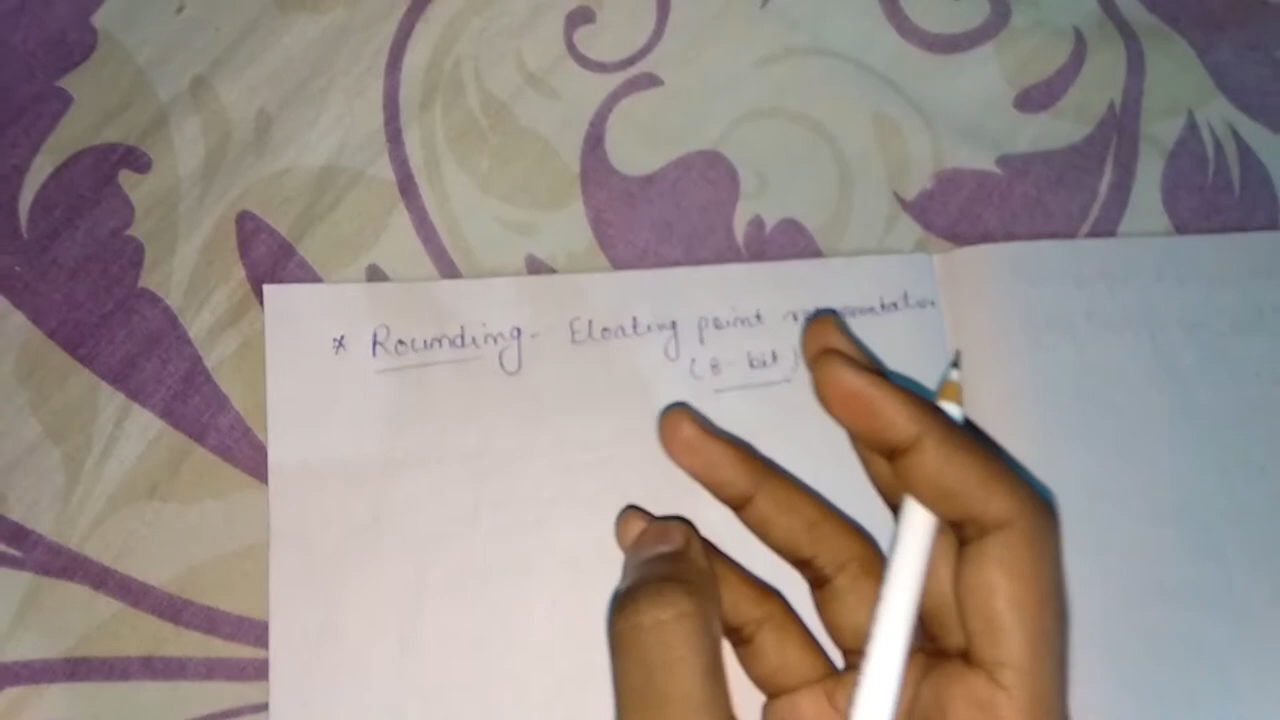 * Rounding - Floating point
(8-bit)